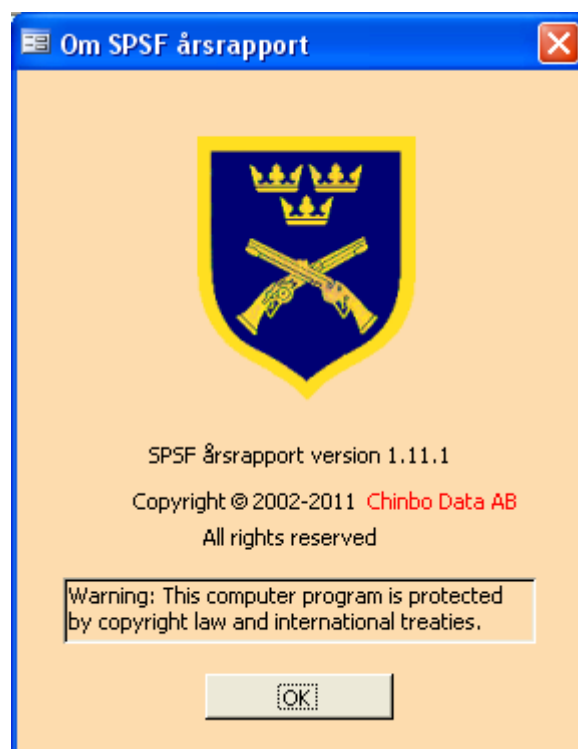 Om SPSF årsrapport
SPSF årsrapport version 1.11.1
Copyright © 2002-2011 Chinbo Data AB
All rights reserved
Warning: This computer program is protected
by copyright law and international treaties.
OK